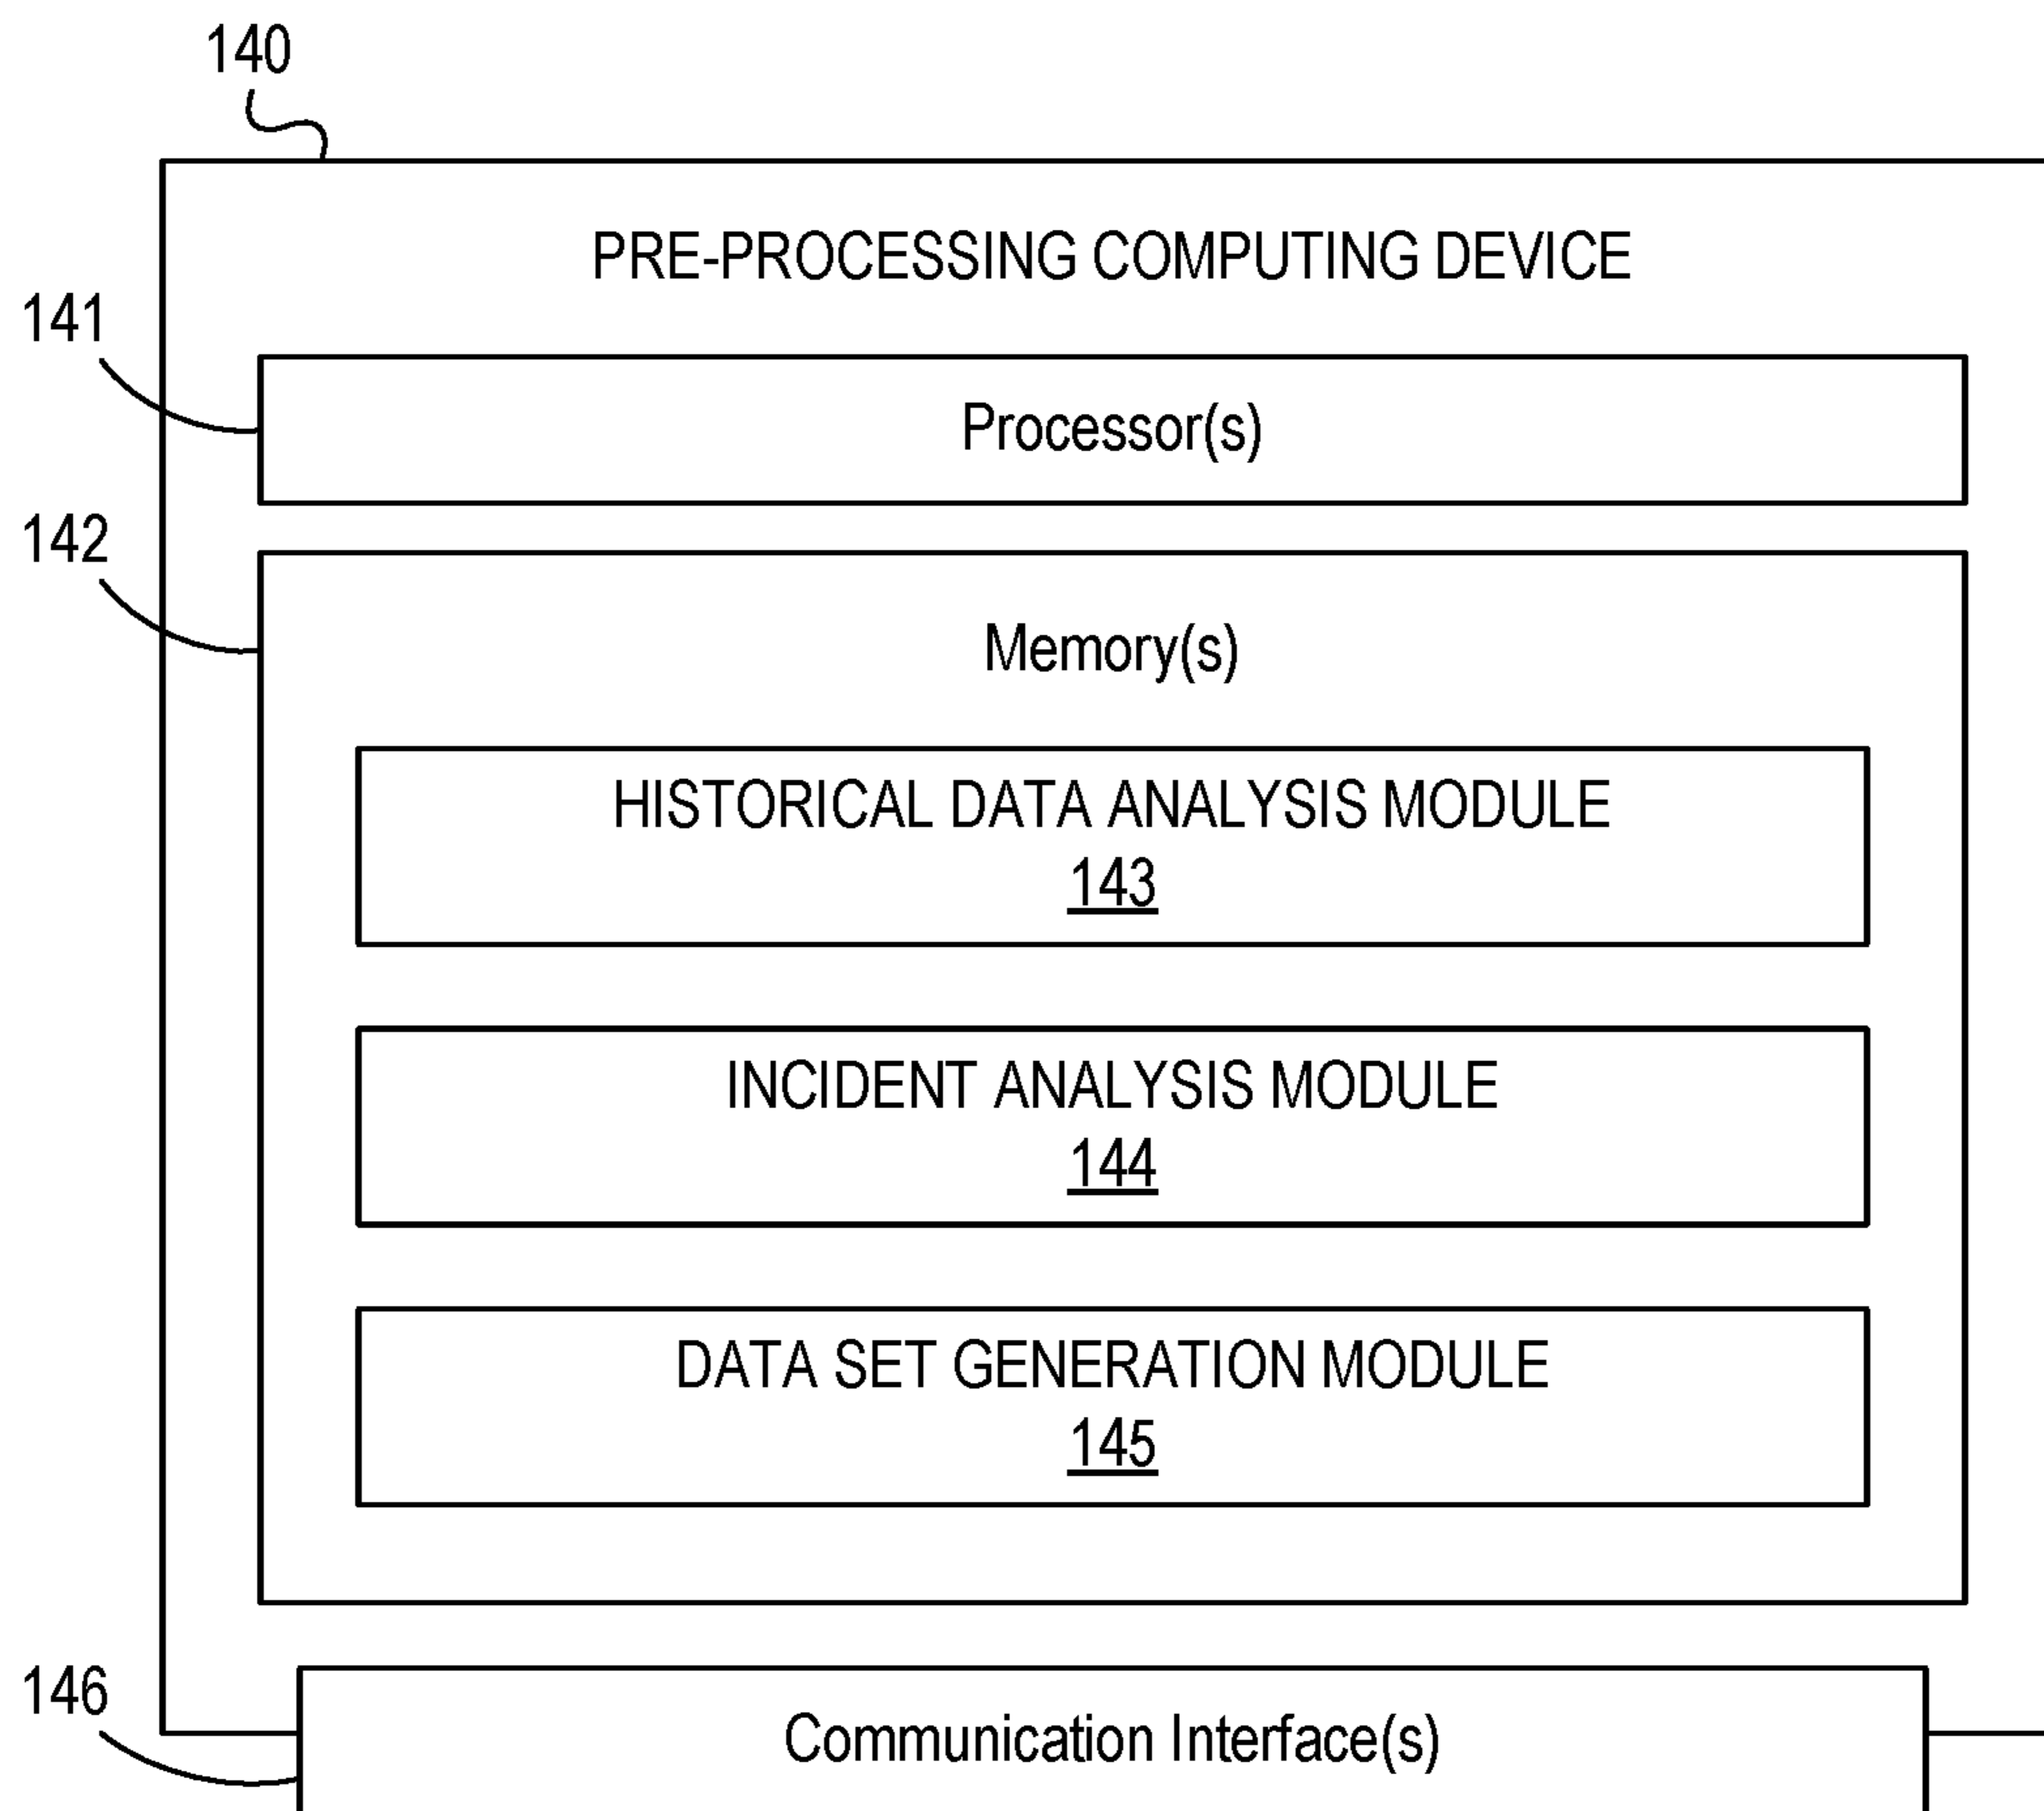 140
PRE-PROCESSING COMPUTING DEVICE
141
Processor(s)
142
Memory(s)
HISTORICAL DATA ANALYSIS MODULE
143
INCIDENT ANALYSIS MODULE
144
DATA SET GENERATION MODULE
145
146
Communication Interface(s)